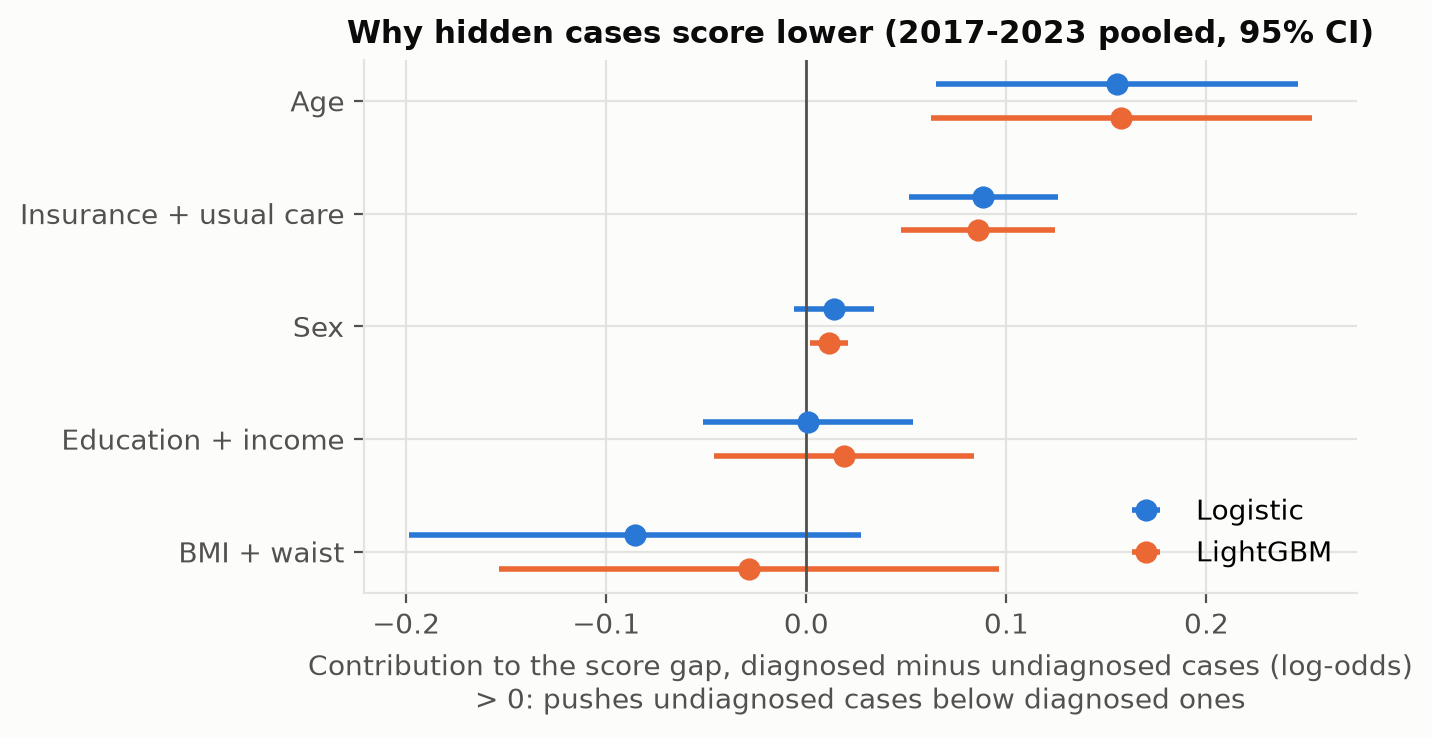 Why hidden cases score lower (2017-2023 pooled, 95% CI)
Age
Insurance + usual care
Sex
Education + income
BMI + waist
Logistic
LightGBM
−0.2 −0.1 0.0 0.1 0.2
Contribution to the score gap, diagnosed minus undiagnosed cases (log-odds)
> 0: pushes undiagnosed cases below diagnosed ones